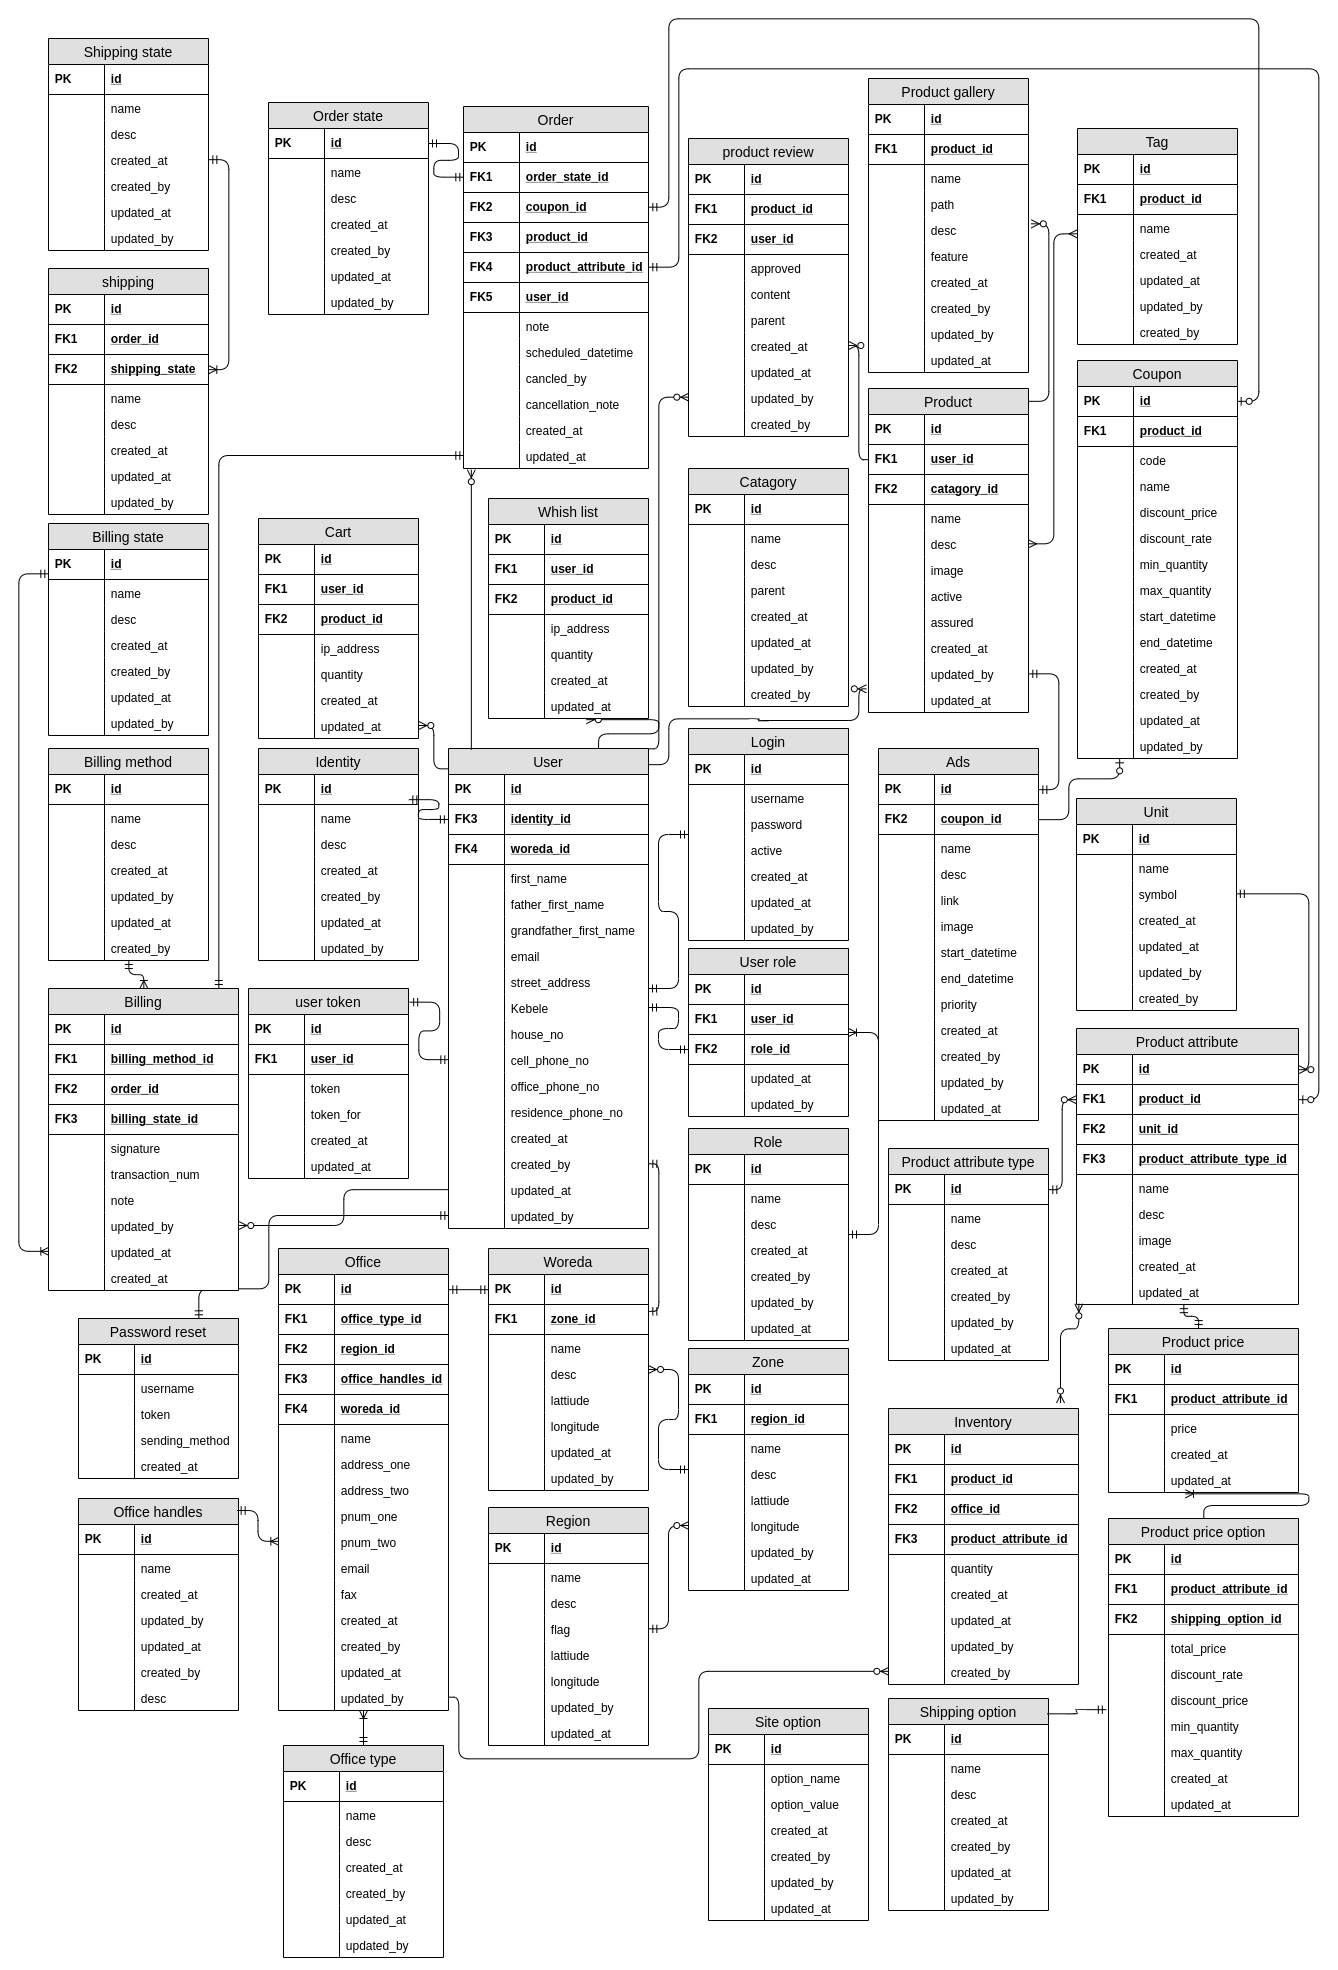 Shipping state
PK id
name
desc
created_at
created_by
updated_at
updated_by
Order state
PK id
name
desc
created_at
created_by
updated_at
updated_by
Order
PK id
FK1 order_state_id
FK2 coupon_id
FK3 product_id
FK4 product_attribute_id
FK5 user_id
note
scheduled_datetime
cancled_by
cancellation_note
created_at
updated_at
product review
PK id
FK1 product_id
FK2 user_id
approved
content
parent
created_at
updated_at
updated_by
created_by
Product gallery
PK id
FK1 product_id
name
path
desc
feature
created_at
created_by
updated_by
updated_at
Tag
PK id
FK1 product_id
name
created_at
updated_at
updated_by
created_by
shipping
PK id
FK1 order_id
FK2 shipping_state
name
desc
created_at
updated_at
updated_by
Product
PK id
FK1 user_id
FK2 catagory_id
name
desc
image
active
assured
created_at
updated_by
updated_at
Coupon
PK id
FK1 product_id
code
name
discount_price
discount_rate
min_quantity
max_quantity
start_datetime
end_datetime
created_at
created_by
updated_at
updated_by
Billing state
PK id
name
desc
created_at
created_by
updated_at
updated_by
Cart
PK id
FK1 user_id
FK2 product_id
ip_address
quantity
created_at
updated_at
Whish list
PK id
FK1 user_id
FK2 product_id
ip_address
quantity
created_at
updated_at
Catagory
PK id
name
desc
parent
created_at
updated_at
updated_by
created_by
Billing method
PK id
name
desc
created_at
updated_by
updated_at
created_by
Identity
PK id
name
desc
created_at
created_by
updated_at
updated_by
User
PK id
FK3 identity_id
FK4 woreda_id
first_name
father_first_name
grandfather_first_name
email
street_address
Kebele
house_no
cell_phone_no
office_phone_no
residence_phone_no
created_at
created_by
updated_at
updated_by
Login
PK id
username
password
active
created_at
updated_at
updated_by
Ads
PK id
FK2 coupon_id
name
desc
link
image
start_datetime
end_datetime
priority
created_at
created_by
updated_by
updated_at
Unit
PK id
name
symbol
created_at
updated_at
updated_by
created_by
Billing
PK id
FK1 billing_method_id
FK2 order_id
FK3 billing_state_id
signature
transaction_num
note
updated_by
updated_at
created_at
user token
PK id
FK1 user_id
token
token_for
created_at
updated_at
User role
PK id
FK1 user_id
FK2 role_id
updated_at
updated_by
Product attribute
PK id
FK1 product_id
FK2 unit_id
FK3 product_attribute_type_id
name
desc
image
created_at
updated_at
Role
PK id
name
desc
created_at
created_by
updated_by
updated_at
Product attribute type
PK id
name
desc
created_at
created_by
updated_by
updated_at
Password reset
PK id
username
token
sending_method
created_at
Office
PK id
FK1 office_type_id
FK2 region_id
FK3 office_handles_id
FK4 woreda_id
name
address_one
address_two
pnum_one
pnum_two
email
fax
created_at
created_by
updated_at
updated_by
Woreda
PK id
FK1 zone_id
name
desc
lattiude
longitude
updated_at
updated_by
Zone
PK id
FK1 region_id
name
desc
lattiude
longitude
updated_by
updated_at
Product price
PK id
FK1 product_attribute_id
price
created_at
updated_at
Inventory
PK id
FK1 product_id
FK2 office_id
FK3 product_attribute_id
quantity
created_at
updated_at
updated_by
created_by
Office handles
PK id
name
created_at
updated_by
updated_at
created_by
desc
Region
PK id
name
desc
flag
lattiude
longitude
updated_by
updated_at
Product price option
PK id
FK1 product_attribute_id
FK2 shipping_option_id
total_price
discount_rate
discount_price
min_quantity
max_quantity
created_at
updated_at
Office type
PK id
name
desc
created_at
created_by
updated_at
updated_by
Site option
PK id
option_name
option_value
created_at
created_by
updated_by
updated_at
Shipping option
PK id
name
desc
created_at
created_by
updated_at
updated_by